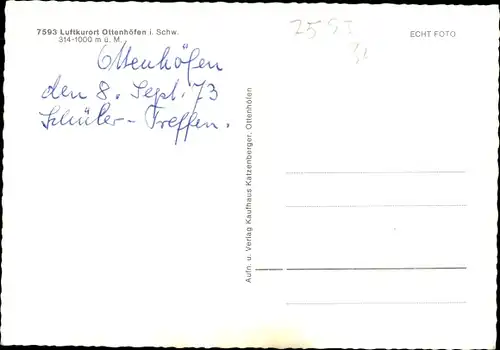 7593 Luftkurort Ottenhöfen i. Schw.
314-1000 m ü. M.
ECHT FOTO
Ottenhöfen
den 8. Sept. 73
Schüler-Treffen.
Aufn. u. Verlag Kaufhaus Katzenberger, Ottenhöfen